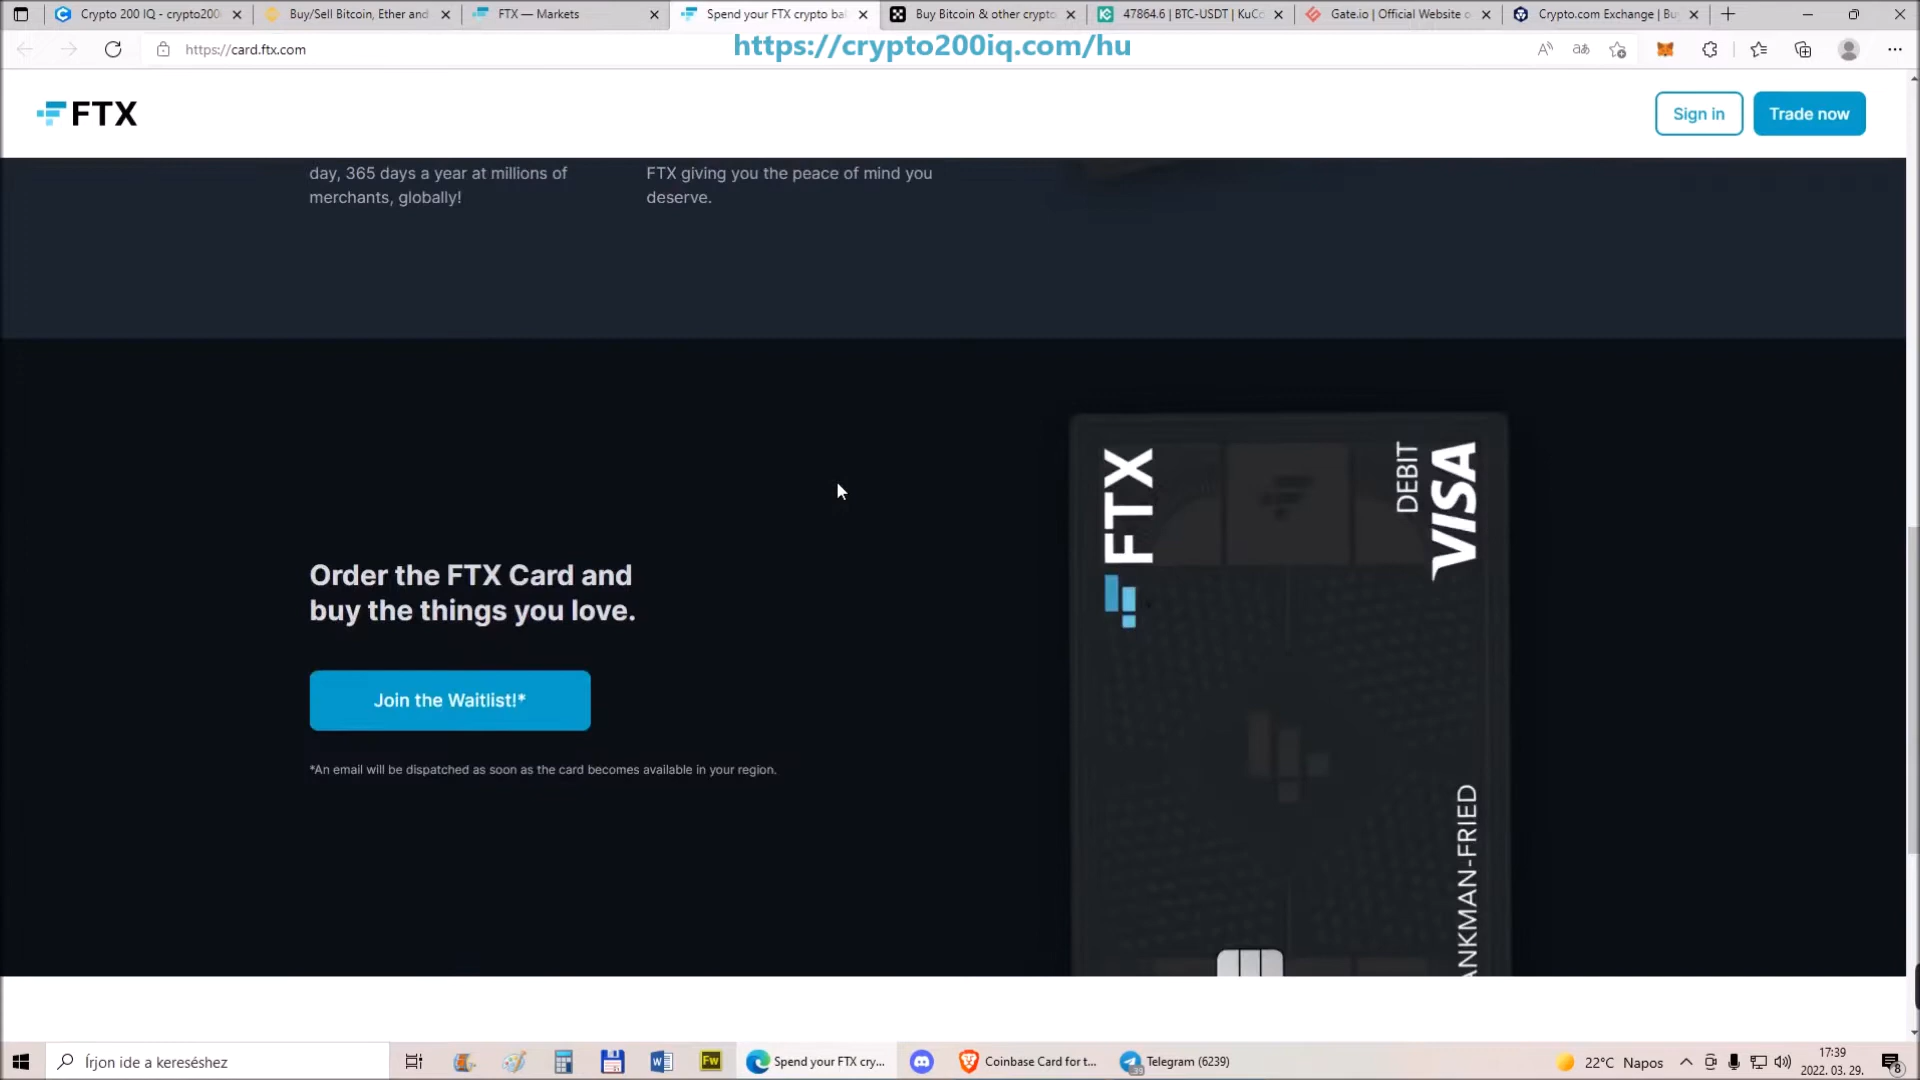 Crypto 200 IQ - crypto200
Buy/Sell Bitcoin, Ether and
FTX — Markets
Spend your FTX crypto bal
Buy Bitcoin & other crypto
47864.6 | BTC-USDT | KuCo
Gate.io | Official Website o
Crypto.com Exchange | Bu
https://card.ftx.com
https://crypto200iq.com/hu
FTX
Sign in
Trade now
day, 365 days a year at millions of
merchants, globally!
FTX giving you the peace of mind you
deserve.
Order the FTX Card and
buy the things you love.
Join the Waitlist!*
*An email will be dispatched as soon as the card becomes available in your region.
FTX
DEBIT
VISA
ANKMAN-FRIED
Írjon ide a kereséshez
Fw
Spend your FTX cry...
Coinbase Card for t...
Telegram (6239)
22°C Napos
17:39
2022. 03. 29.
8